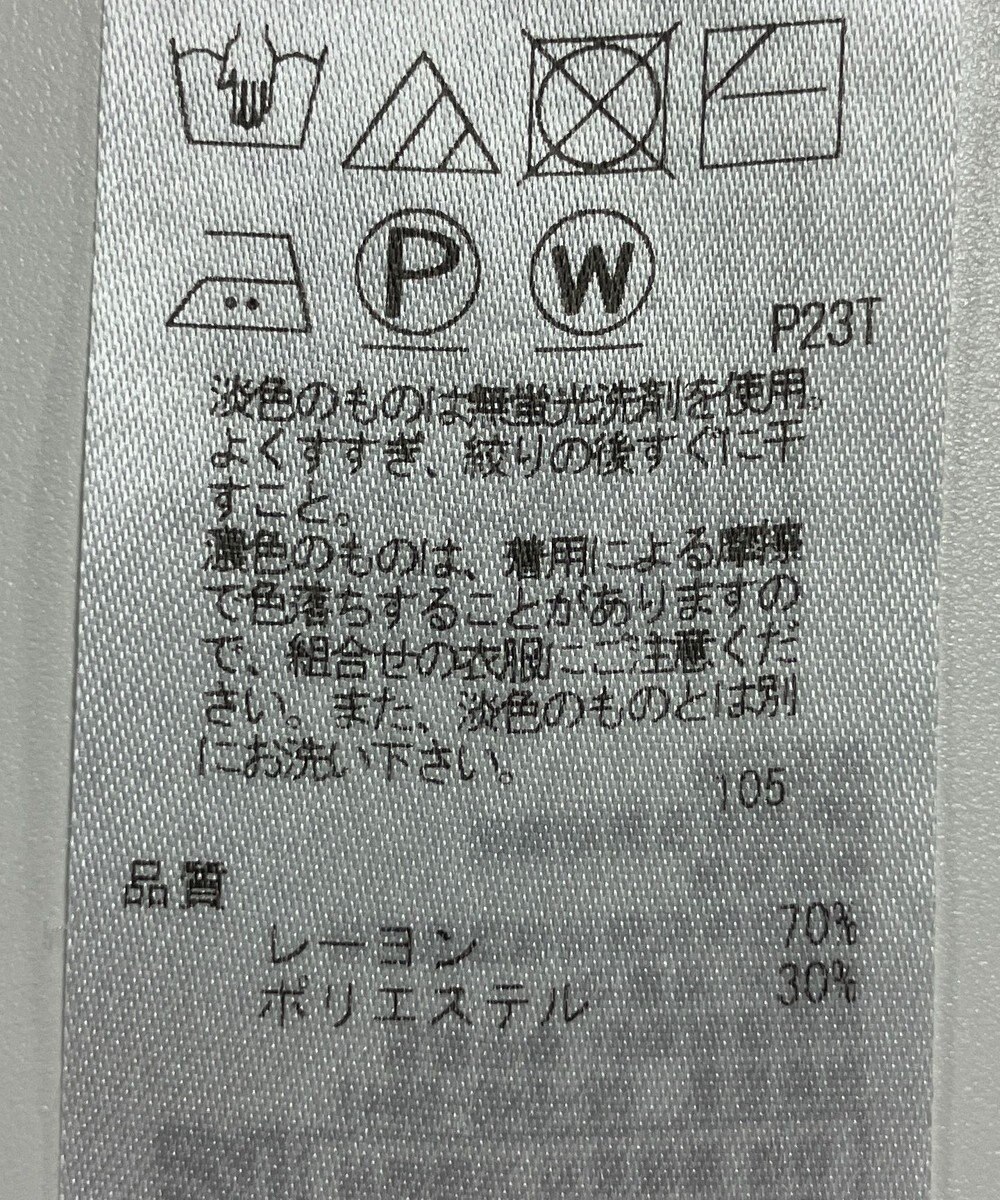 P W
P23T
淡色のものは無蛍光洗剤を使用。
よくすすぎ、絞りの後すぐに干
すこと。
濃色のものは、着用による摩擦
で色落ちすることがありますの
で、組合せの衣服にご注意くだ
さい。また、淡色のものとは別
にお洗い下さい。
105
品質
レーヨン 70%
ポリエステル 30%